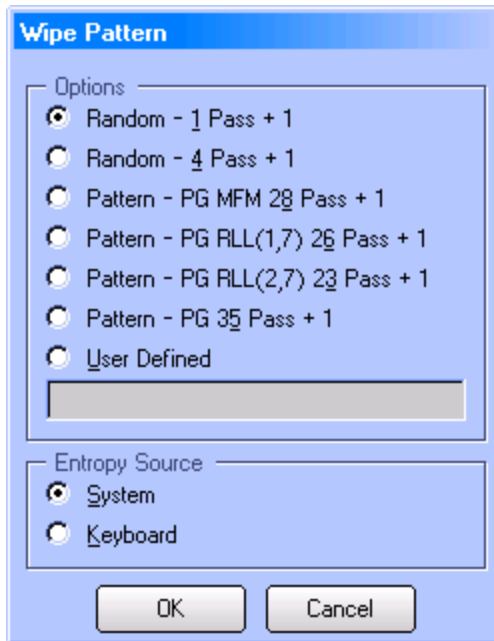 Wipe Pattern
Options
Random - 1 Pass + 1
Random - 4 Pass + 1
Pattern - PG MFM 28 Pass + 1
Pattern - PG RLL(1,7) 26 Pass + 1
Pattern - PG RLL(2,7) 23 Pass + 1
Pattern - PG 35 Pass + 1
User Defined
Entropy Source
System
Keyboard
OK Cancel